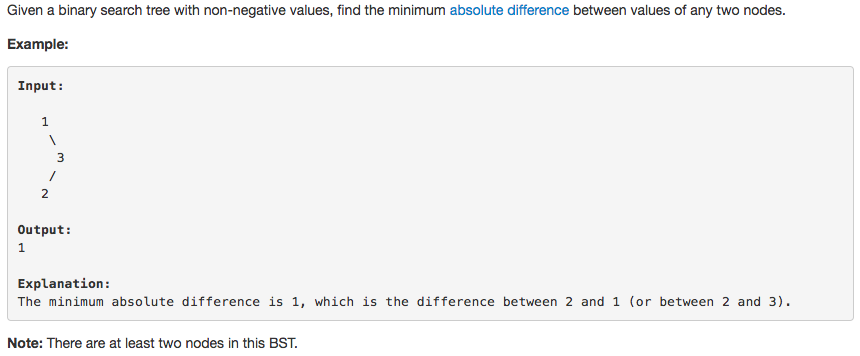 Given a binary search tree with non-negative values, find the minimum absolute difference between values of any two nodes.
Example:
Input:
1
\
3
/
2
Output:
1
Explanation:
The minimum absolute difference is 1, which is the difference between 2 and 1 (or between 2 and 3).
Note: There are at least two nodes in this BST.